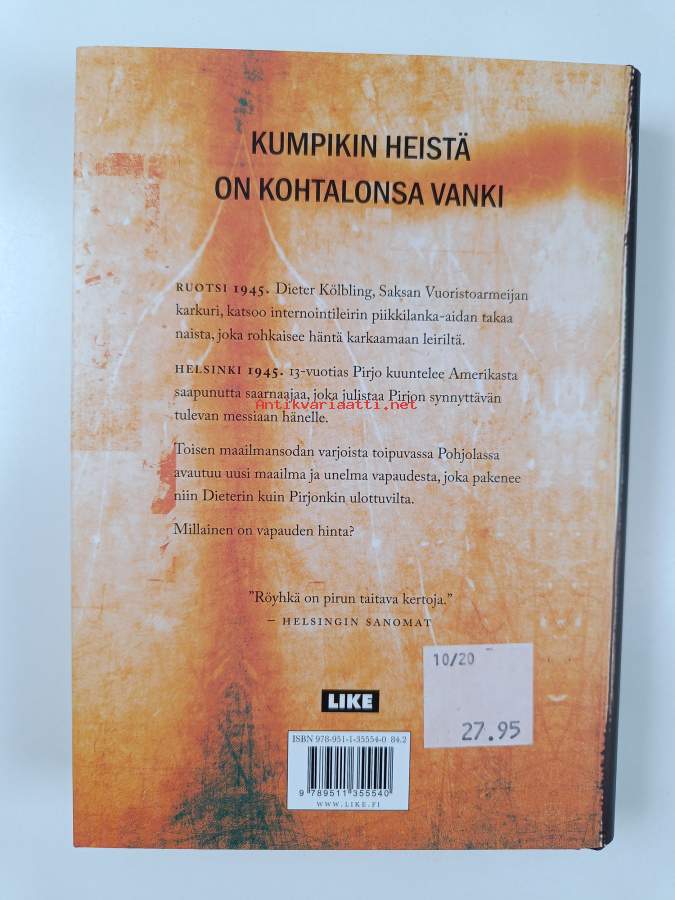 KUMPIKIN HEISTÄ
ON KOHTALONSA VANKI
RUOTSI 1945. Dieter Kölbling, Saksan Vuoristoarmeijan
karkuri, katsoo internointileirin piikkilanka-aidan takaa
naista, joka rohkaisee häntä karkaamaan leiriltä.
HELSINKI 1945. 13-vuotias Pirjo kuuntelee Amerikasta
saapunutta saarnaajaa, joka julistaa Pirjon synnyttävän
Antikvariaatti.net
tulevan messiaan hänelle.
Toisen maailmansodan varjoista toipuvassa Pohjolassa
avautuu uusi maailma ja unelma vapaudesta, joka pakenee
niin Dieterin kuin Pirjonkin ulottuvilta.
Millainen on vapauden hinta?
”Röyhkä on pirun taitava kertoja.”
– HELSINGIN SANOMAT
10/20
27.95
LIKE
ISBN 978-951-1-35554-0 84.2
9 789511 355540
WWW.LIKE.FI